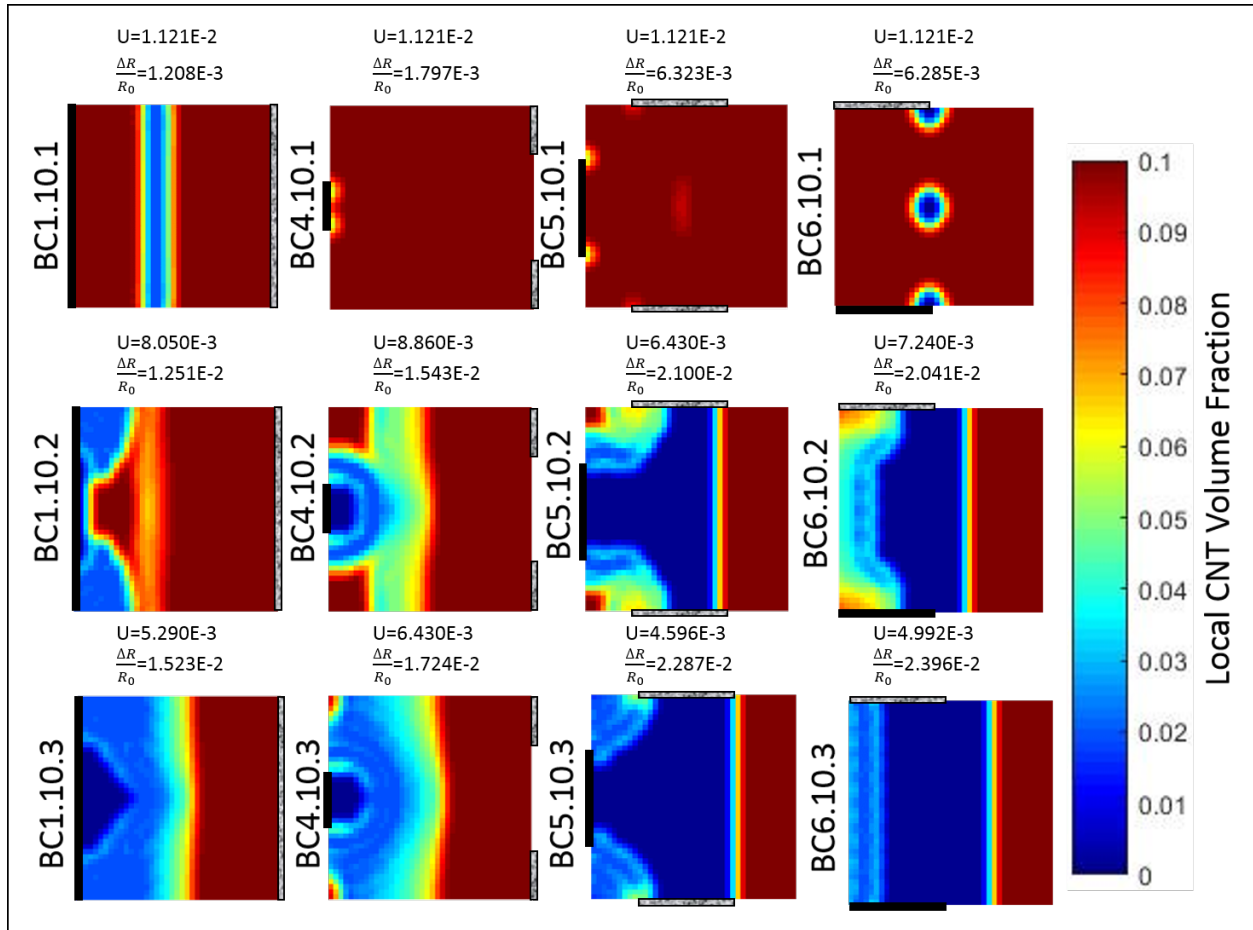 U=1.121E-2
ΔR/R₀=1.208E-3
BC1.10.1
U=1.121E-2
ΔR/R₀=1.797E-3
BC4.10.1
U=1.121E-2
ΔR/R₀=6.323E-3
BC5.10.1
U=1.121E-2
ΔR/R₀=6.285E-3
BC6.10.1
U=8.050E-3
ΔR/R₀=1.251E-2
BC1.10.2
U=8.860E-3
ΔR/R₀=1.543E-2
BC4.10.2
U=6.430E-3
ΔR/R₀=2.100E-2
BC5.10.2
U=7.240E-3
ΔR/R₀=2.041E-2
BC6.10.2
U=5.290E-3
ΔR/R₀=1.523E-2
BC1.10.3
U=6.430E-3
ΔR/R₀=1.724E-2
BC4.10.3
U=4.596E-3
ΔR/R₀=2.287E-2
BC5.10.3
U=4.992E-3
ΔR/R₀=2.396E-2
BC6.10.3
0.1
0.09
0.08
0.07
0.06
0.05
0.04
0.03
0.02
0.01
0
Local CNT Volume Fraction